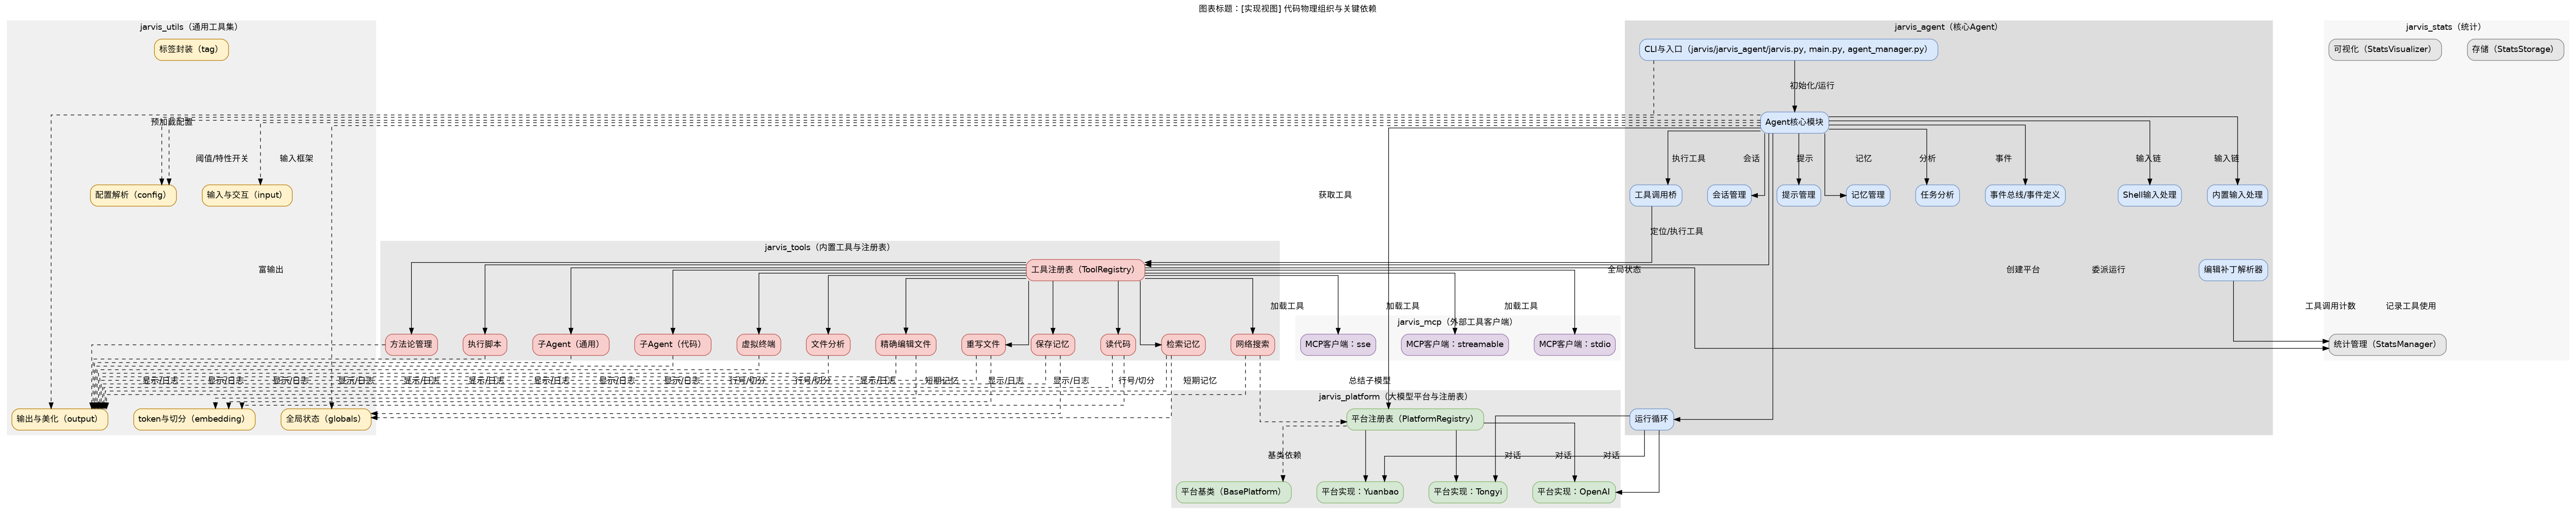 图表标题：[实现视图] 代码物理组织与关键依赖
jarvis_utils（通用工具集）
jarvis_agent（核心Agent）
jarvis_stats（统计）
标签封装（tag）
CLI与入口（jarvis/jarvis_agent/jarvis.py, main.py, agent_manager.py）
可视化（StatsVisualizer）
存储（StatsStorage）
初始化/运行
预加载配置
Agent核心模块
阈值/特性开关
输入框架
执行工具
会话
提示
记忆
分析
事件
输入链
输入链
配置解析（config）
输入与交互（input）
获取工具
工具调用桥
会话管理
提示管理
记忆管理
任务分析
事件总线/事件定义
Shell输入处理
内置输入处理
定位/执行工具
jarvis_tools（内置工具与注册表）
富输出
工具注册表（ToolRegistry）
全局状态
创建平台
委派运行
编辑补丁解析器
加载工具
加载工具
加载工具
工具调用计数
记录工具使用
jarvis_mcp（外部工具客户端）
方法论管理
执行脚本
子Agent（通用）
子Agent（代码）
虚拟终端
文件分析
精确编辑文件
重写文件
保存记忆
读代码
检索记忆
网络搜索
MCP客户端：sse
MCP客户端：streamable
MCP客户端：stdio
统计管理（StatsManager）
显示/日志
显示/日志
显示/日志
显示/日志
显示/日志
显示/日志
显示/日志
显示/日志
显示/日志
行号/切分
行号/切分
显示/日志
短期记忆
显示/日志
显示/日志
行号/切分
短期记忆
总结子模型
jarvis_platform（大模型平台与注册表）
输出与美化（output）
token与切分（embedding）
全局状态（globals）
平台注册表（PlatformRegistry）
运行循环
基类依赖
对话
对话
对话
平台基类（BasePlatform）
平台实现：Yuanbao
平台实现：Tongyi
平台实现：OpenAI